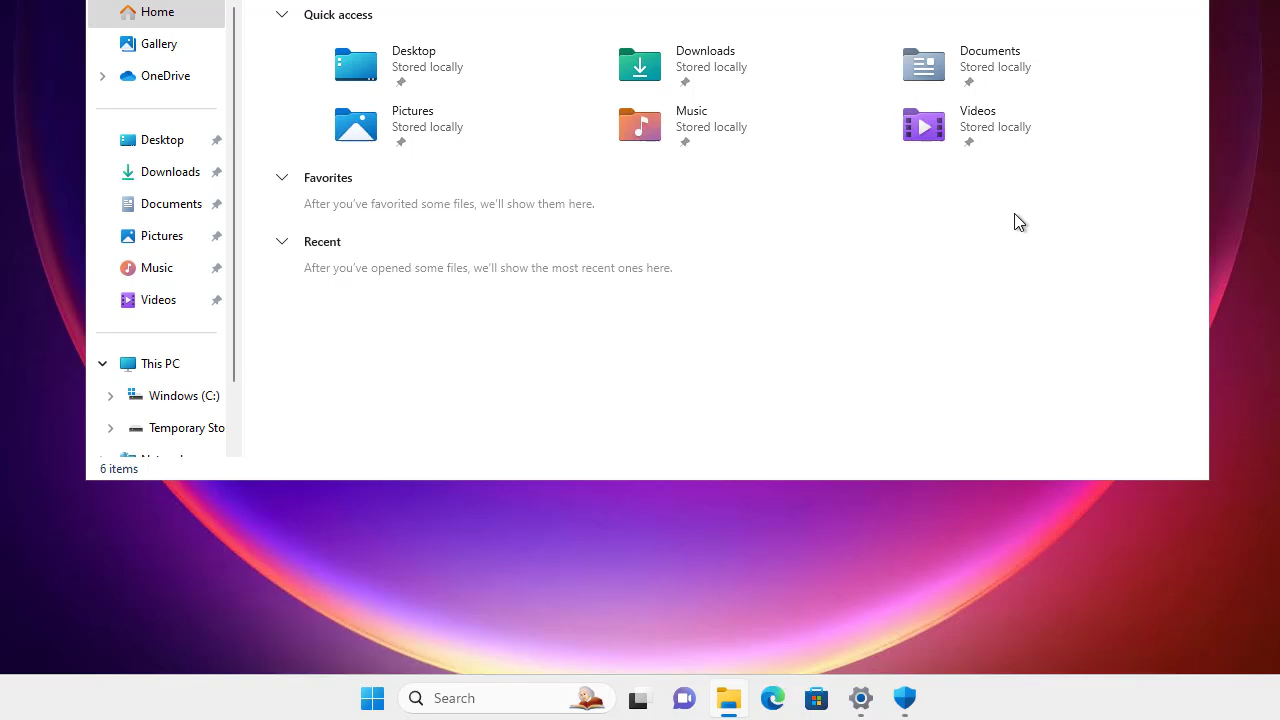 Home
Gallery
OneDrive
Desktop
Downloads
Documents
Pictures
Music
Videos
This PC
Windows (C:)
Temporary Sto
6 items
Quick access
Desktop
Stored locally
Downloads
Stored locally
Documents
Stored locally
Pictures
Stored locally
Music
Stored locally
Videos
Stored locally
Favorites
After you've favorited some files, we'll show them here.
Recent
After you've opened some files, we'll show the most recent ones here.
Search